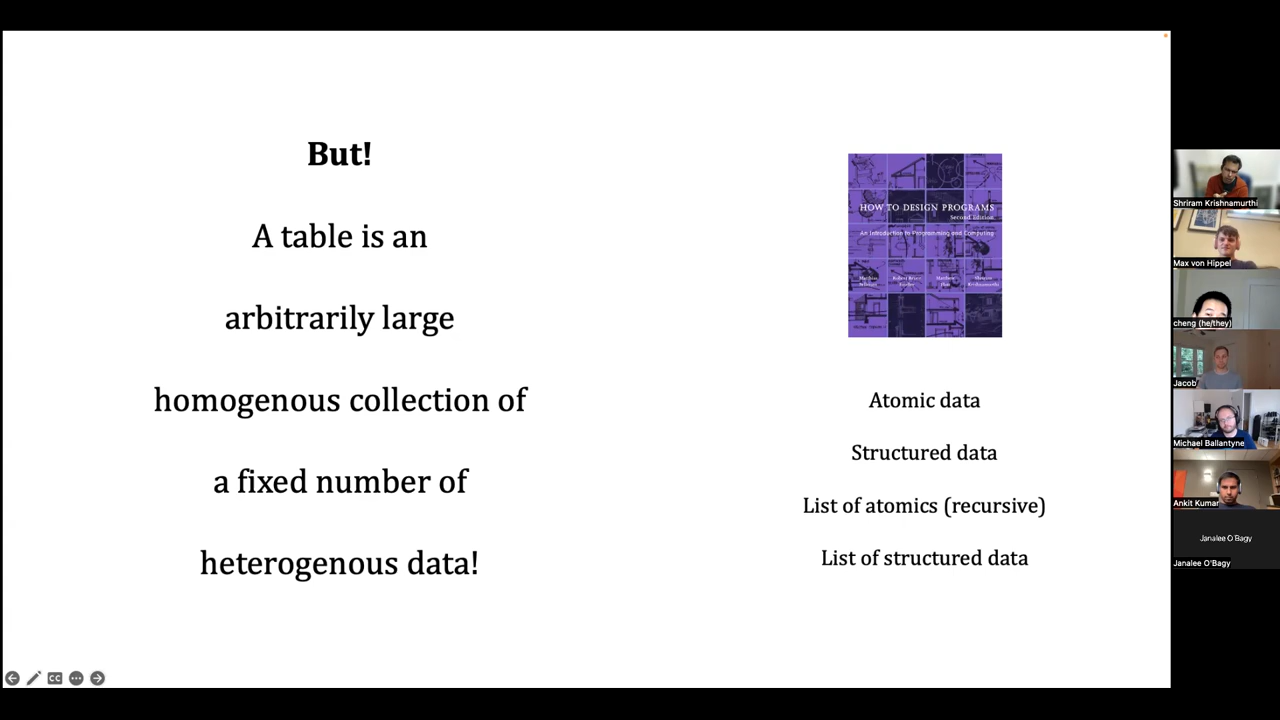 But!
A table is an
arbitrarily large
homogenous collection of
a fixed number of
heterogenous data!
HOW TO DESIGN PROGRAMS
Second Edition
An Introduction to Programming and Computing
Atomic data
Structured data
List of atomics (recursive)
List of structured data
CC
Shriram Krishnamurthi
Max von Hippel
cheng (he/they)
Jacob
Michael Ballantyne
Ankit Kumar
Janalee O Bagy
Janalee O'Bagy